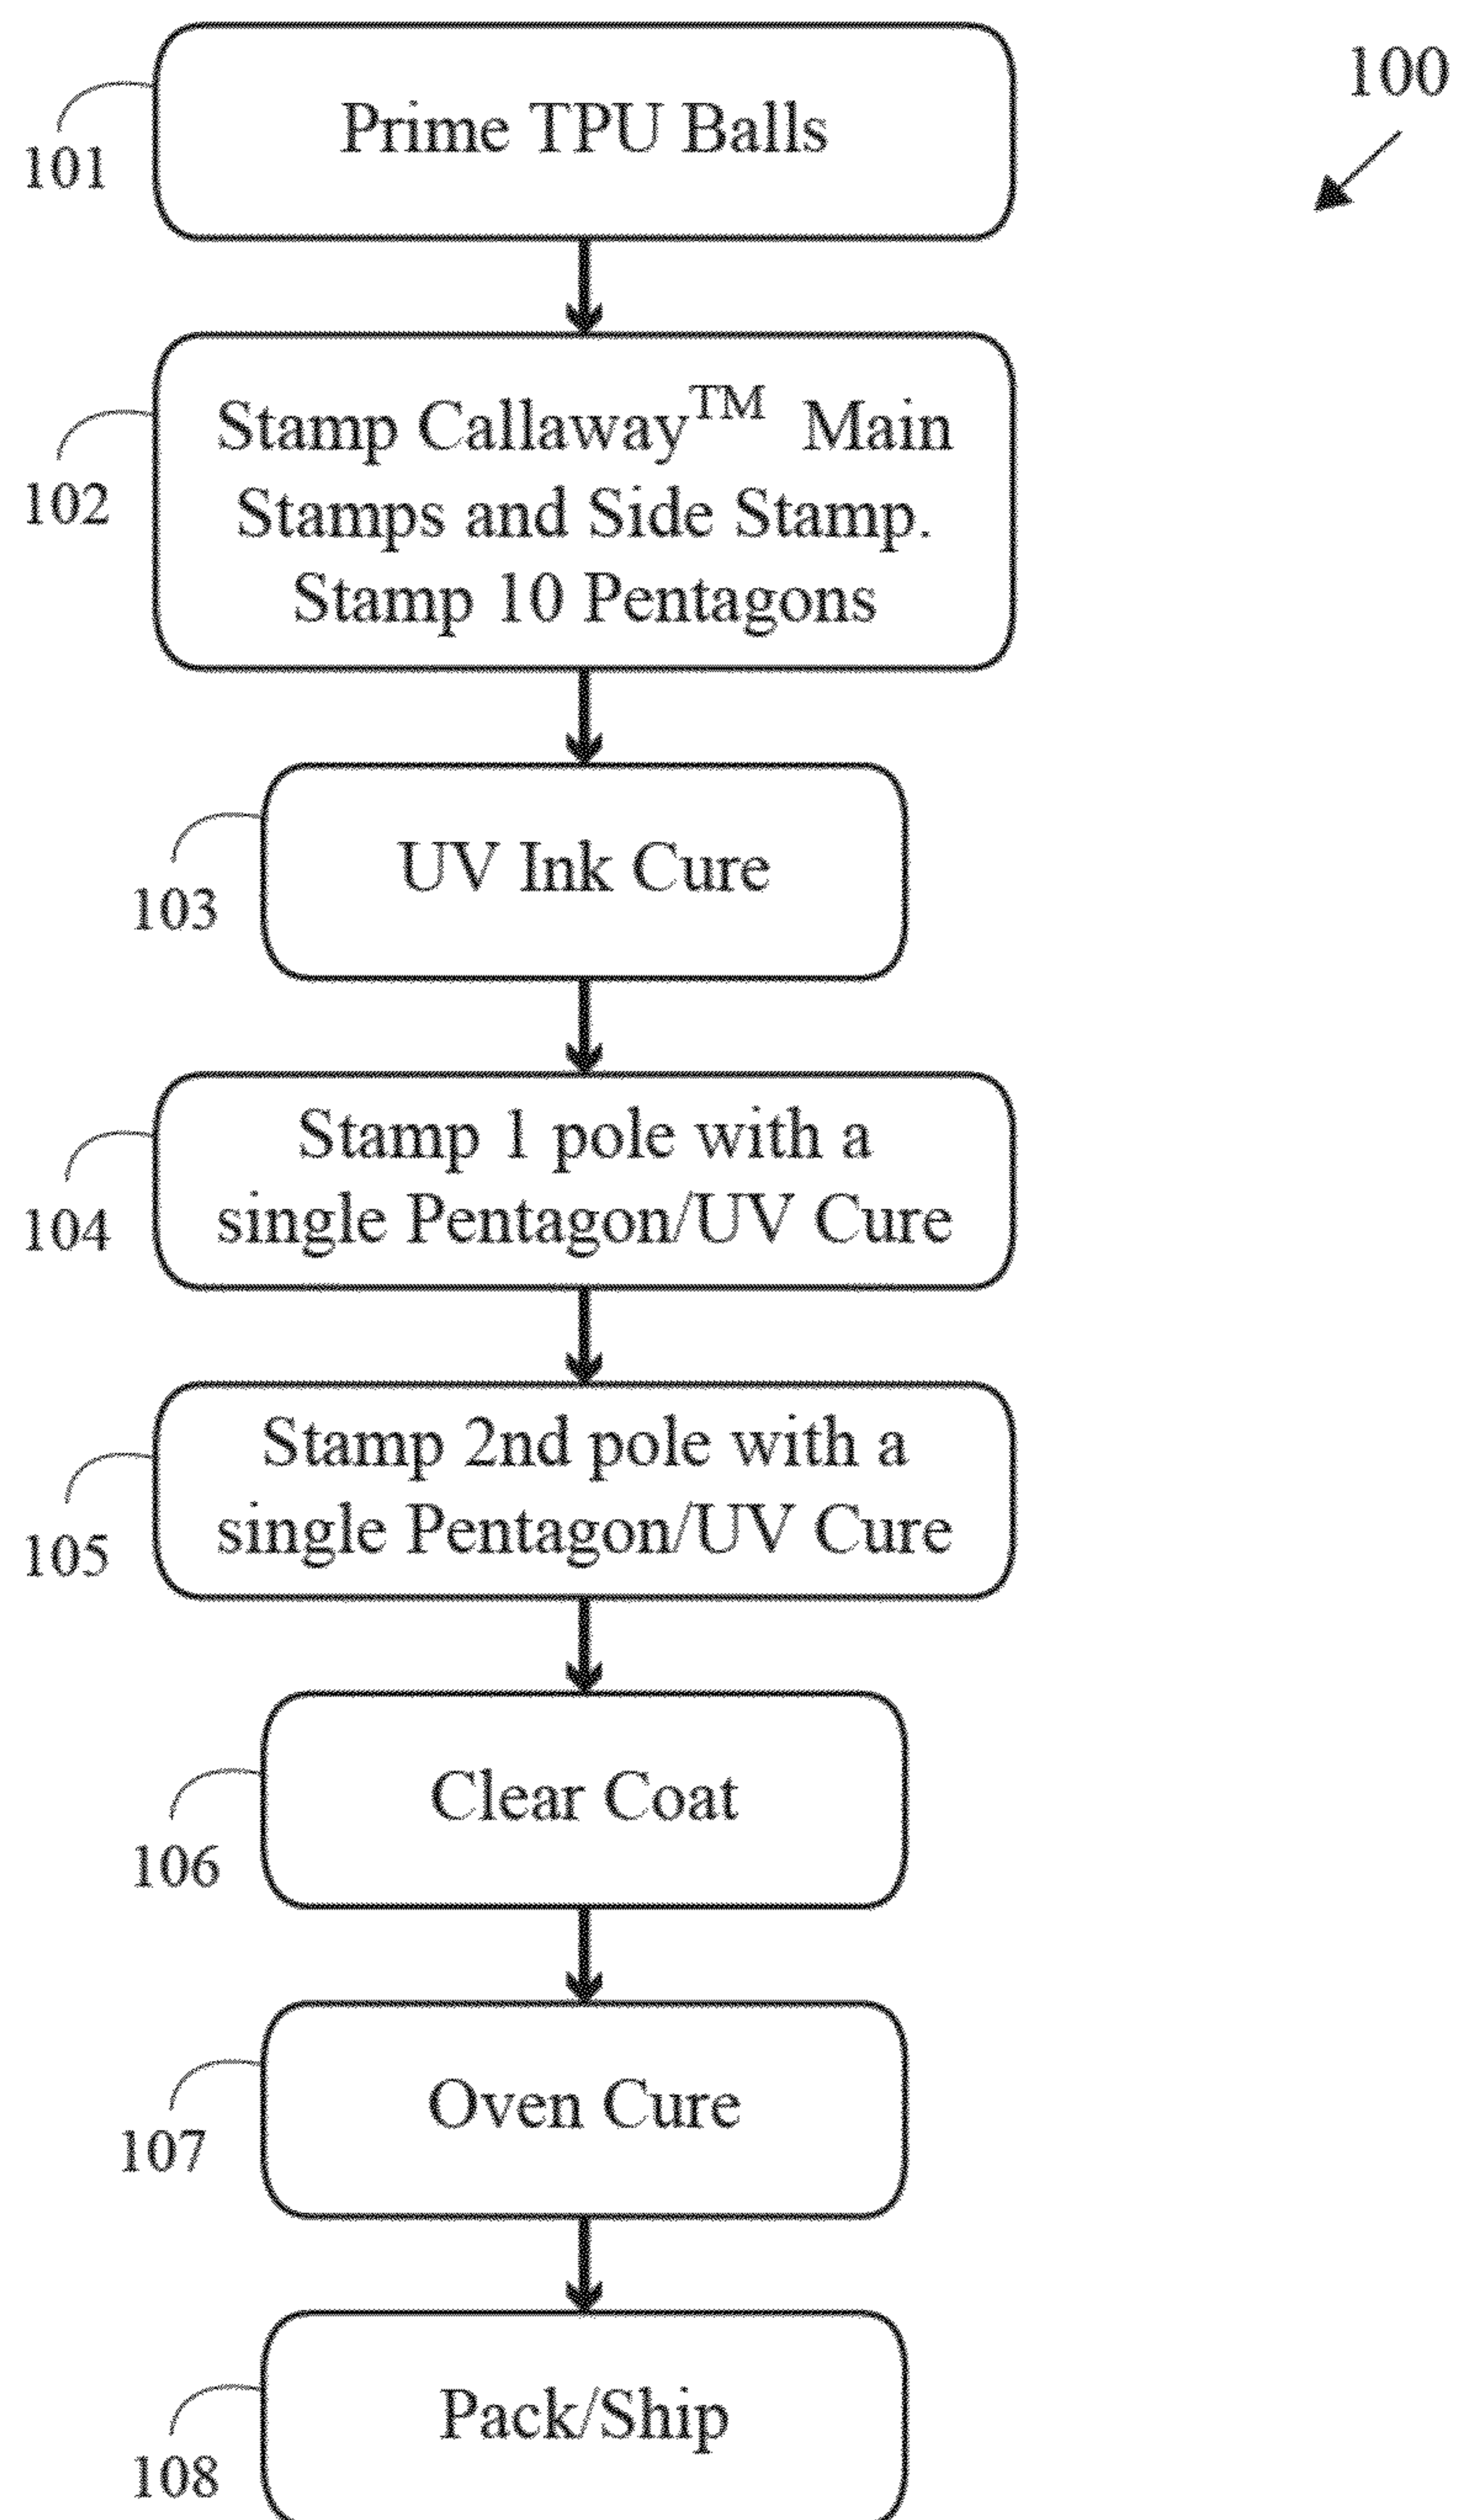 100
Prime TPU Balls
101
Stamp Callaway™ Main
Stamps and Side Stamp.
Stamp 10 Pentagons
102
UV Ink Cure
103
Stamp 1 pole with a
single Pentagon/UV Cure
104
Stamp 2nd pole with a
single Pentagon/UV Cure
105
Clear Coat
106
Oven Cure
107
Pack/Ship
108